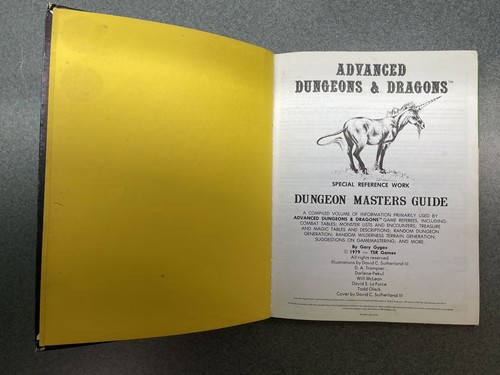 ADVANCED
DUNGEONS & DRAGONS™
SPECIAL REFERENCE WORK
DUNGEON MASTERS GUIDE
A COMPILED VOLUME OF INFORMATION PRIMARILY USED BY
ADVANCED DUNGEONS & DRAGONS™ GAME REFEREES, INCLUDING:
COMBAT TABLES; MONSTER LISTS AND ENCOUNTERS; TREASURE
AND MAGIC TABLES AND DESCRIPTIONS; RANDOM DUNGEON
GENERATION; RANDOM WILDERNESS TERRAIN GENERATION;
SUGGESTIONS ON GAMEMASTERING; AND MORE.
By Gary Gygax
© 1979 — TSR Games
All rights reserved
Illustrations by David C. Sutherland III
D. A. Trampier
Darlene Pekul
Will McLean
David S. La Force
Todd Oleck
Cover by David C. Sutherland III